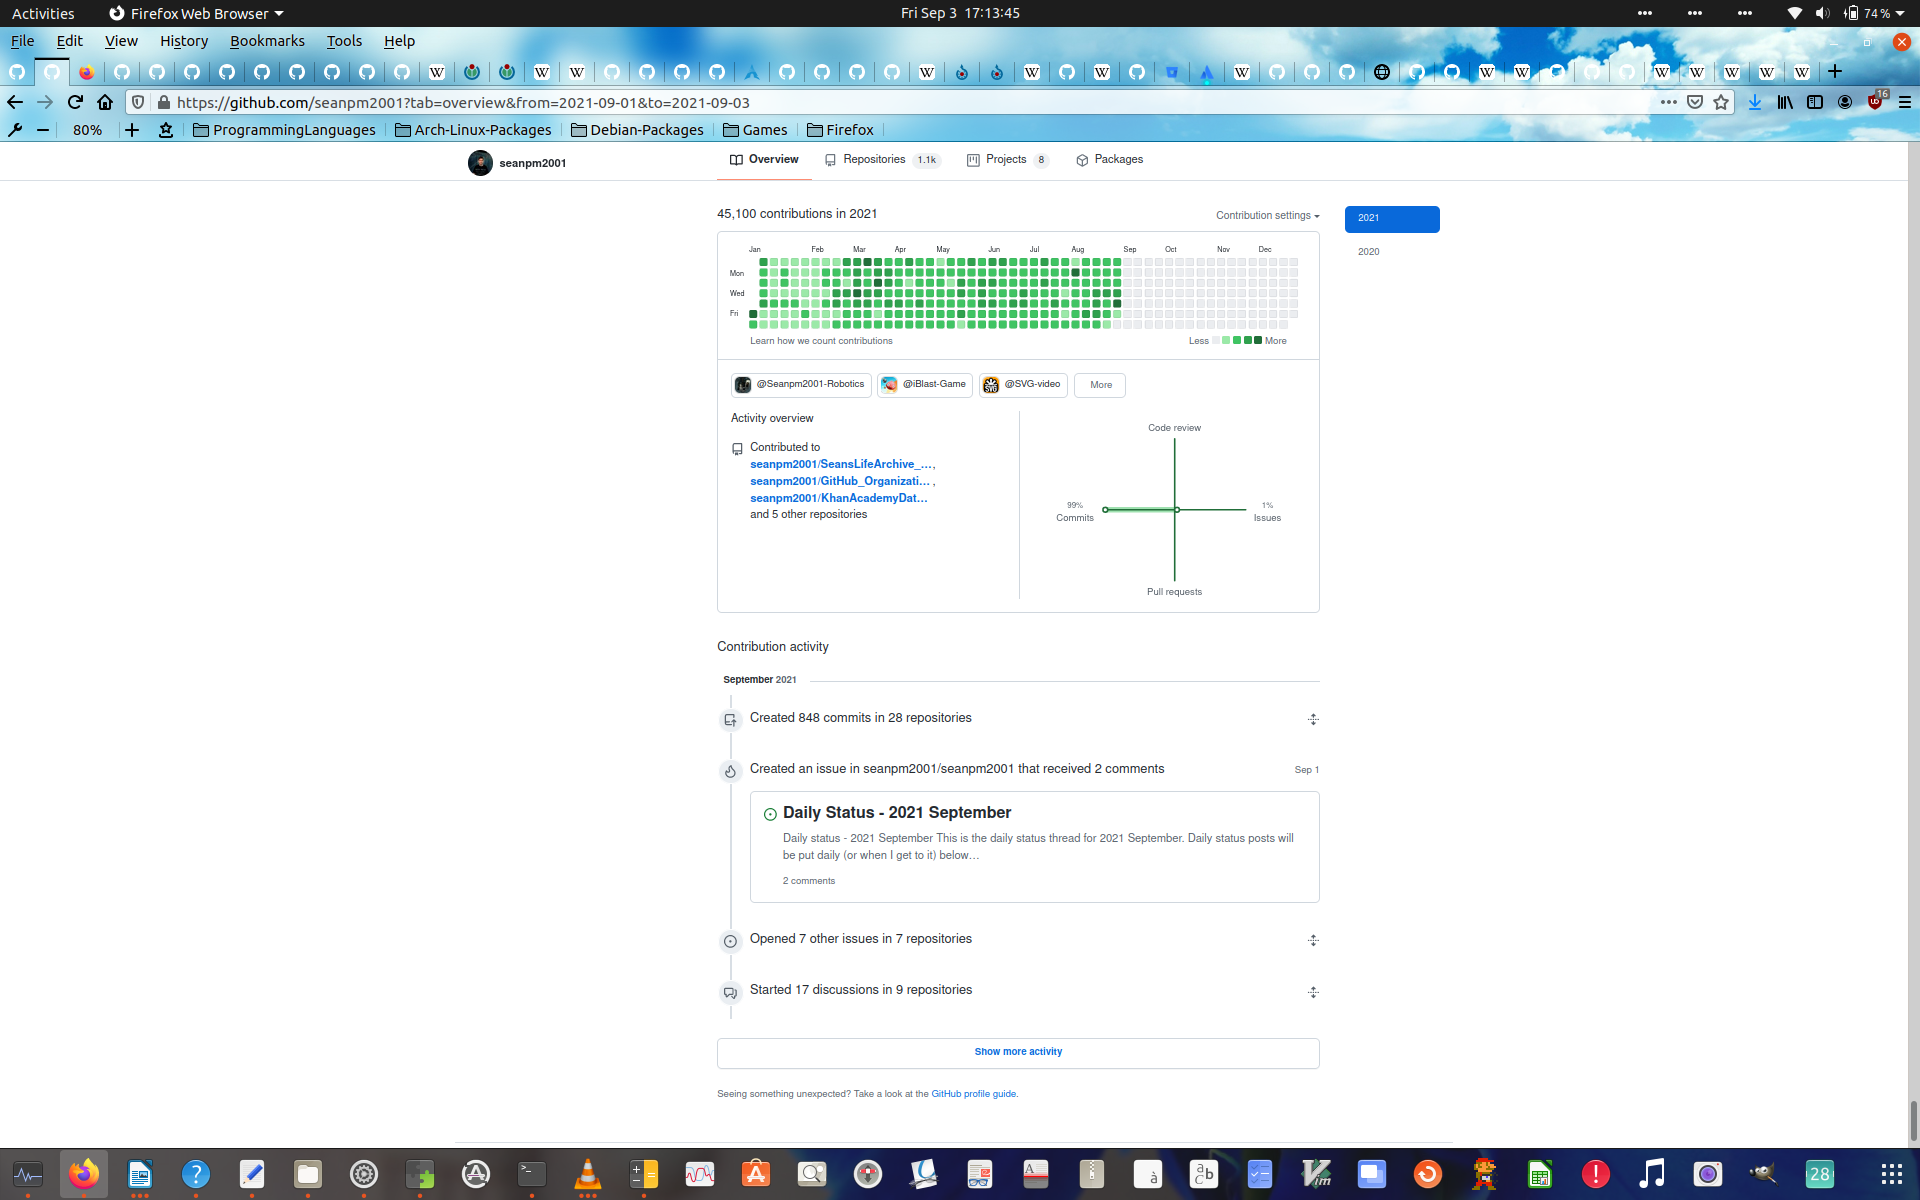 Activities
Firefox Web Browser
Fri Sep 3 17:13:45
74 %
File Edit View History Bookmarks Tools Help
https://github.com/seanpm2001?tab=overview&from=2021-09-01&to=2021-09-03
16
80%
ProgrammingLanguages
Arch-Linux-Packages
Debian-Packages
Games
Firefox
seanpm2001
Overview
Repositories 1.1k
Projects 8
Packages
45,100 contributions in 2021
Contribution settings
2021
2020
Jan Feb Mar Apr May Jun Jul Aug Sep Oct Nov Dec
Mon
Wed
Fri
Learn how we count contributions
Less More
@Seanpm2001-Robotics
@iBlast-Game
@SVG-video
More
Activity overview
Contributed to
seanpm2001/SeansLifeArchive_…,
seanpm2001/GitHub_Organizati… ,
seanpm2001/KhanAcademyDat…
and 5 other repositories
Code review
99%
Commits
1%
Issues
Pull requests
Contribution activity
September 2021
Created 848 commits in 28 repositories
Created an issue in seanpm2001/seanpm2001 that received 2 comments
Sep 1
Daily Status - 2021 September
Daily status - 2021 September This is the daily status thread for 2021 September. Daily status posts will
be put daily (or when I get to it) below…
2 comments
Opened 7 other issues in 7 repositories
Started 17 discussions in 9 repositories
Show more activity
Seeing something unexpected? Take a look at the GitHub profile guide.
28